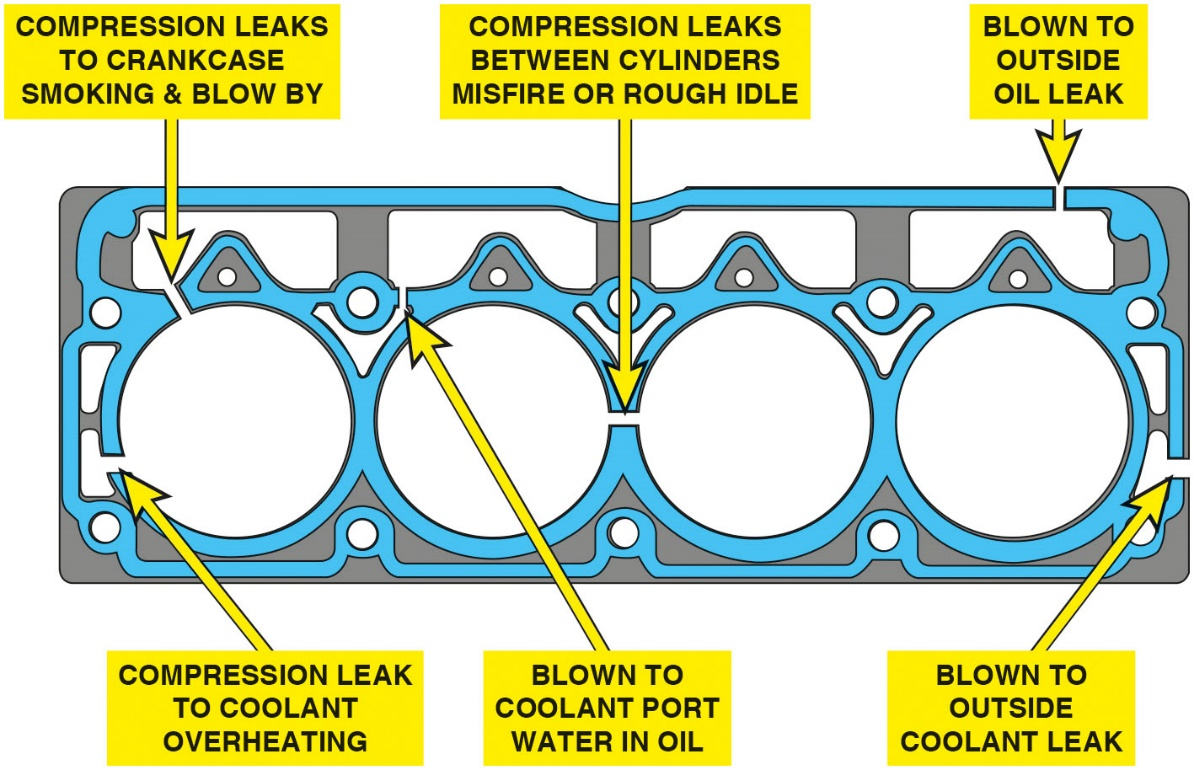 COMPRESSION LEAKS
TO CRANKCASE
SMOKING & BLOW BY
COMPRESSION LEAKS
BETWEEN CYLINDERS
MISFIRE OR ROUGH IDLE
BLOWN TO
OUTSIDE
OIL LEAK
COMPRESSION LEAK
TO COOLANT
OVERHEATING
BLOWN TO
COOLANT PORT
WATER IN OIL
BLOWN TO
OUTSIDE
COOLANT LEAK